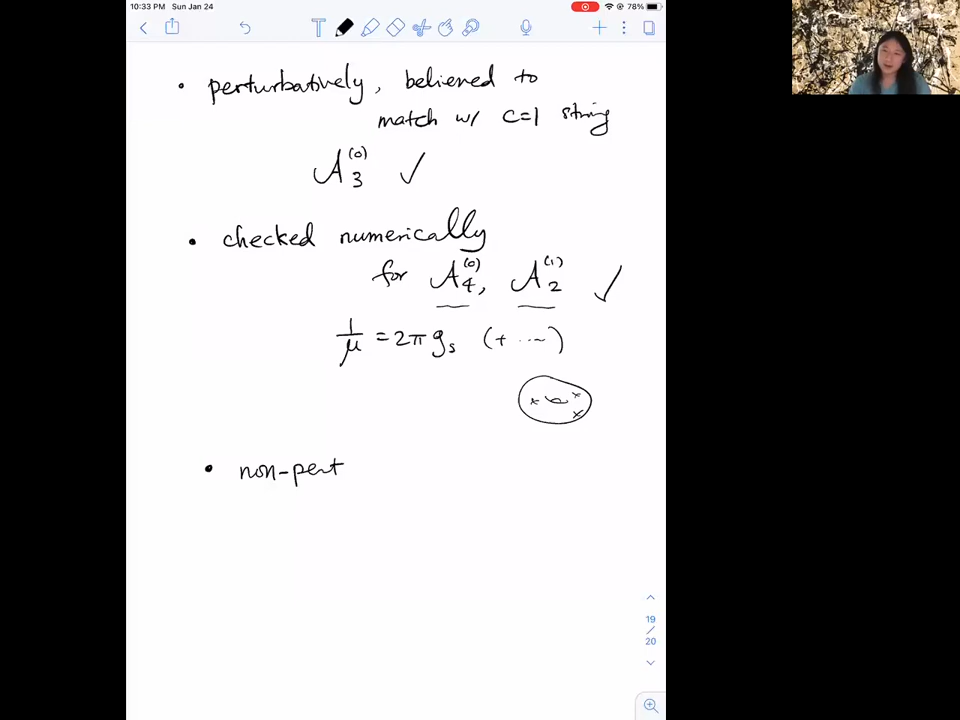 10:33 PM Sun Jan 24
78%
T
• perturbatively, believed to
match w/ c=1 string
A₃⁽⁰⁾ ✓
• checked numerically
for A₄⁽⁰⁾, A₂⁽¹⁾ ✓
1/μ = 2π gₛ (+ ...)
• non-pert
19
/
20